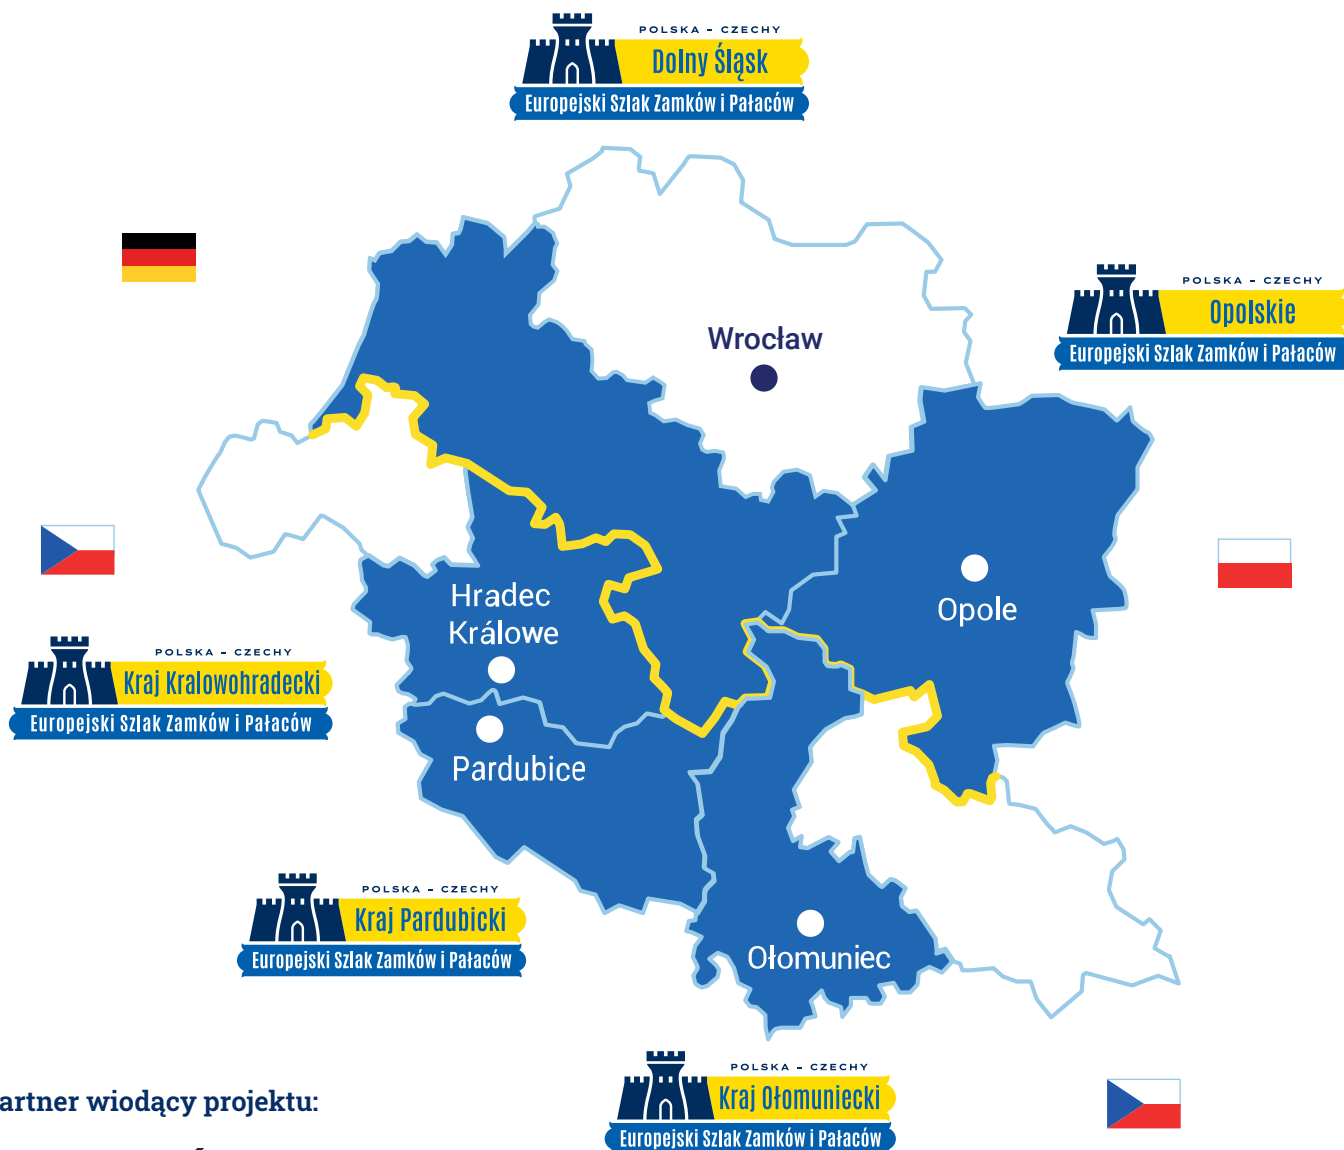 POLSKA – CZECHY
Dolny Śląsk
Europejski Szlak Zamków i Pałaców
POLSKA – CZECHY
Opolskie
Europejski Szlak Zamków i Pałaców
Wrocław
Opole
Hradec
Králowe
POLSKA – CZECHY
Kraj Kralowohradecki
Europejski Szlak Zamków i Pałaców
Pardubice
POLSKA – CZECHY
Kraj Pardubicki
Europejski Szlak Zamków i Pałaców
Ołomuniec
POLSKA – CZECHY
Kraj Ołomuniecki
Europejski Szlak Zamków i Pałaców
artner wiodący projektu: